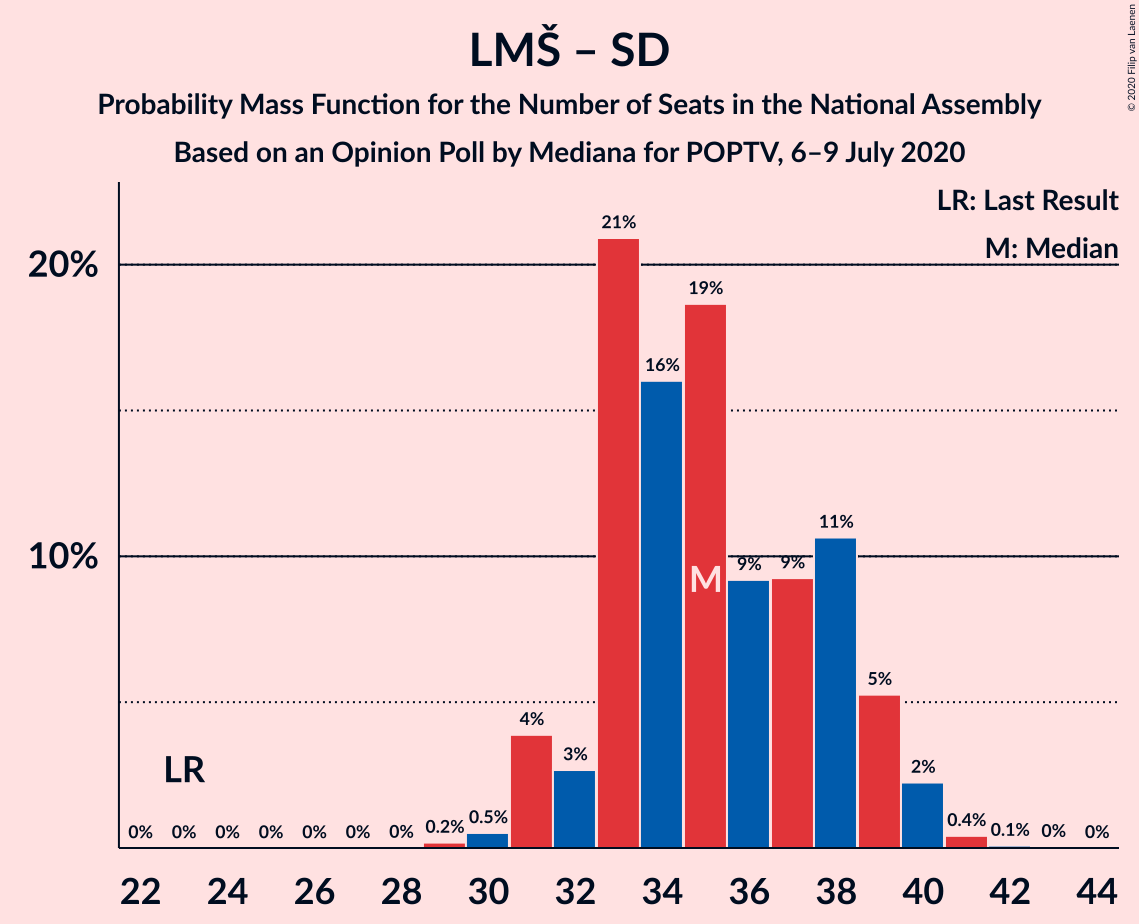 LMŠ – SD
Probability Mass Function for the Number of Seats in the National Assembly
Based on an Opinion Poll by Mediana for POPTV, 6–9 July 2020
© 2020 Filip van Laenen
LR: Last Result
M: Median
20%
10%
21%
19%
16%
11%
9% 9%
5%
4%
3%
2%
0% 0% 0% 0% 0% 0% 0% 0.2% 0.5% 0.4% 0.1% 0% 0%
LR
M
22 24 26 28 30 32 34 36 38 40 42 44